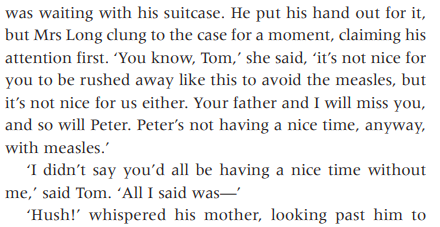 was waiting with his suitcase. He put his hand out for it,
but Mrs Long clung to the case for a moment, claiming his
attention first. ‘You know, Tom,’ she said, ‘it’s not nice for
you to be rushed away like this to avoid the measles, but
it’s not nice for us either. Your father and I will miss you,
and so will Peter. Peter’s not having a nice time, anyway,
with measles.’
‘I didn’t say you’d all be having a nice time without
me,’ said Tom. ‘All I said was—’
‘Hush!’ whispered his mother, looking past him to